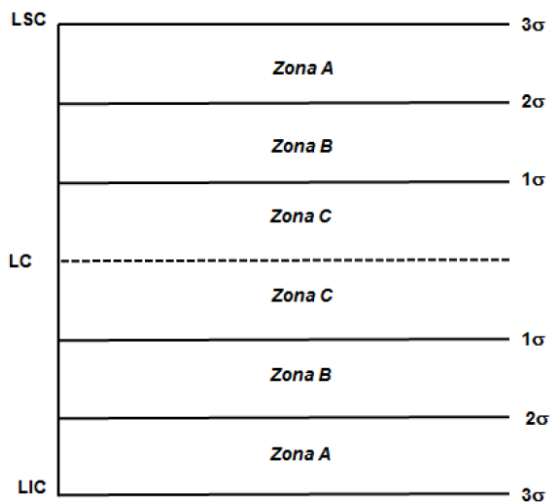 LSC 3σ
Zona A
2σ
Zona B
1σ
Zona C
LC
Zona C
1σ
Zona B
2σ
Zona A
LIC 3σ